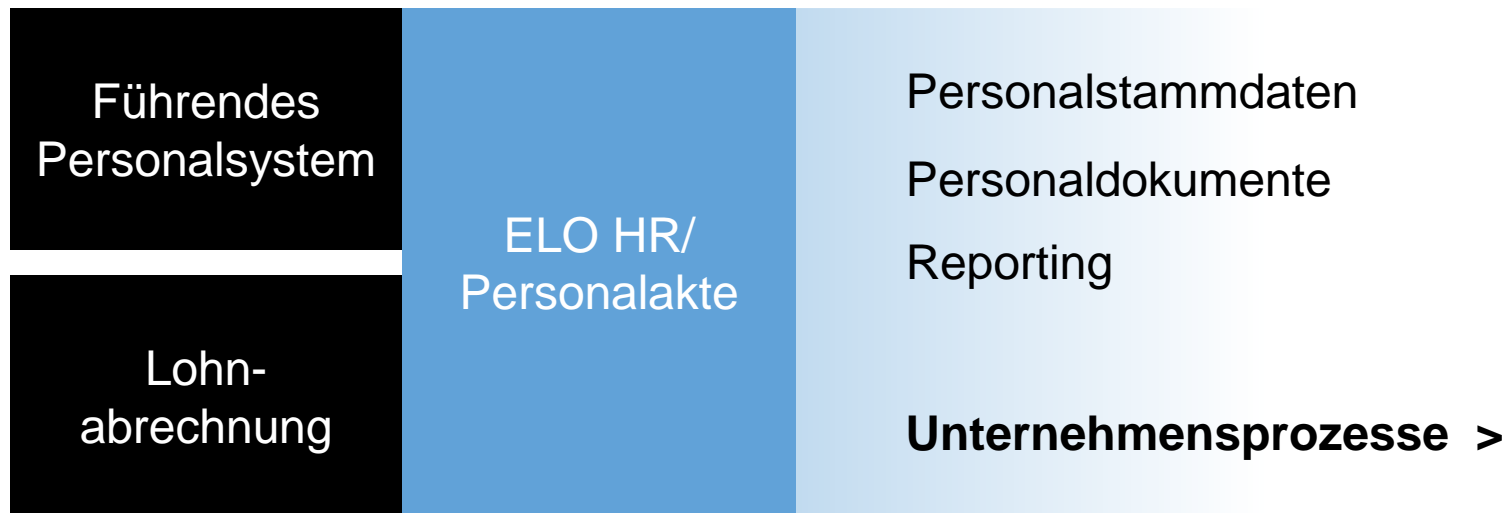 Führendes
Personalsystem
Lohn-
abrechnung
ELO HR/
Personalakte
Personalstammdaten
Personaldokumente
Reporting
Unternehmensprozesse >